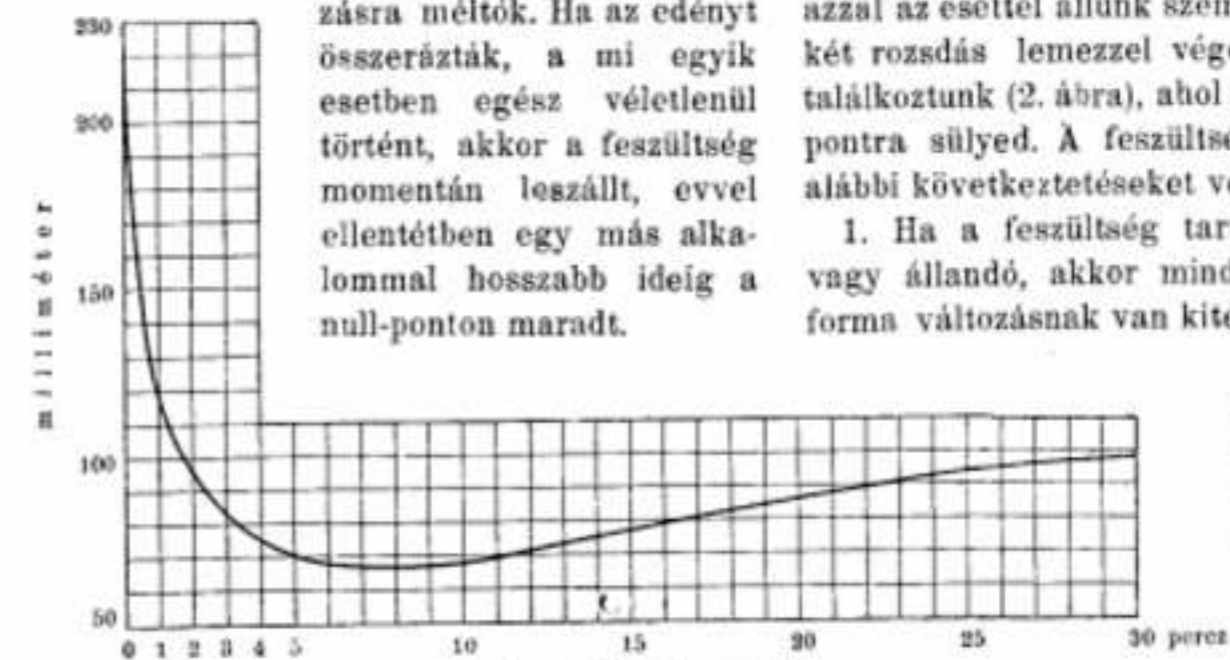 zásra méltók. Ha az edényt
összerázták, a mi egyik
esetben egész véletlenül
történt, akkor a feszültség
momentán leszállt, evvel
ellentétben egy más alka-
lommal hosszabb ideig a
null-ponton maradt.
azzal az esettel állunk szem
két rozsdás lemezzel vége
találkoztunk (2. ábra), ahol
pontra sülyed. A feszültse
alábbi következtetéseket v
1. Ha a feszültség tar
vagy állandó, akkor mind
forma változásnak van kite
230
200
150
100
50
milliméter
0 1 2 3 4 5 10 15 20 25 30 percz